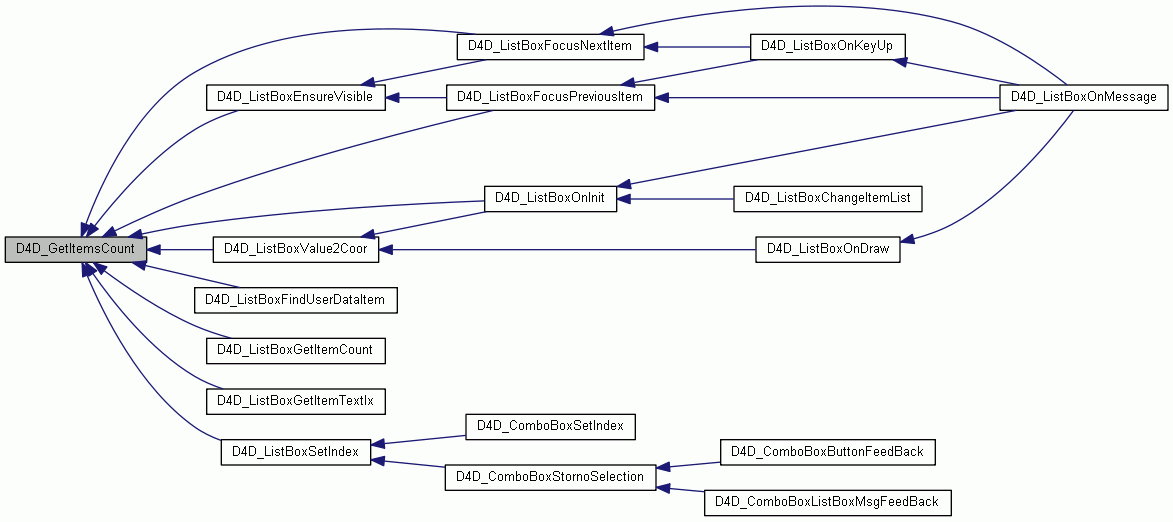 D4D_ListBoxFocusNextItem
D4D_ListBoxOnKeyUp
D4D_ListBoxEnsureVisible
D4D_ListBoxFocusPreviousItem
D4D_ListBoxOnMessage
D4D_ListBoxOnInit
D4D_ListBoxChangeItemList
D4D_GetItemsCount
D4D_ListBoxValue2Coor
D4D_ListBoxOnDraw
D4D_ListBoxFindUserDataItem
D4D_ListBoxGetItemCount
D4D_ListBoxGetItemTextIx
D4D_ComboBoxSetIndex
D4D_ListBoxSetIndex
D4D_ComboBoxButtonFeedBack
D4D_ComboBoxStornoSelection
D4D_ComboBoxListBoxMsgFeedBack